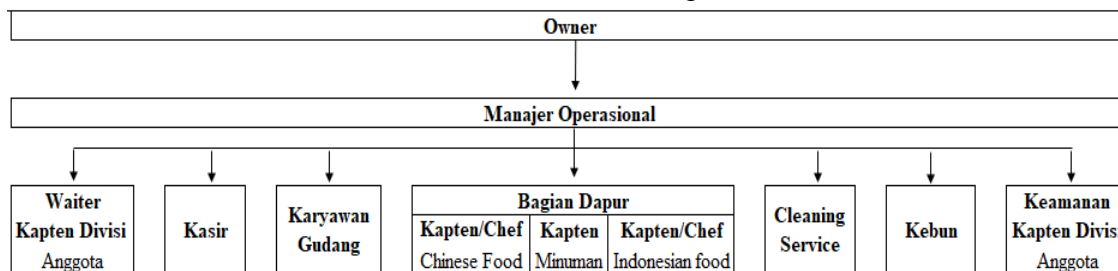 Owner
Manajer Operasional
Waiter
Kapten Divisi
Anggota
Kasir
Karyawan
Gudang
Bagian Dapur
Kapten/Chef
Chinese Food
Kapten
Minuman
Kapten/Chef
Indonesian food
Cleaning
Service
Kebun
Keamanan
Kapten Divisi
Anggota